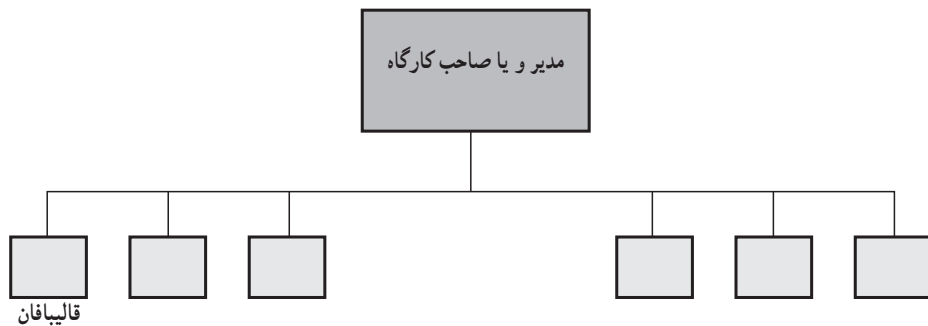 مدیر و یا صاحب کارگاه
قالیبافان